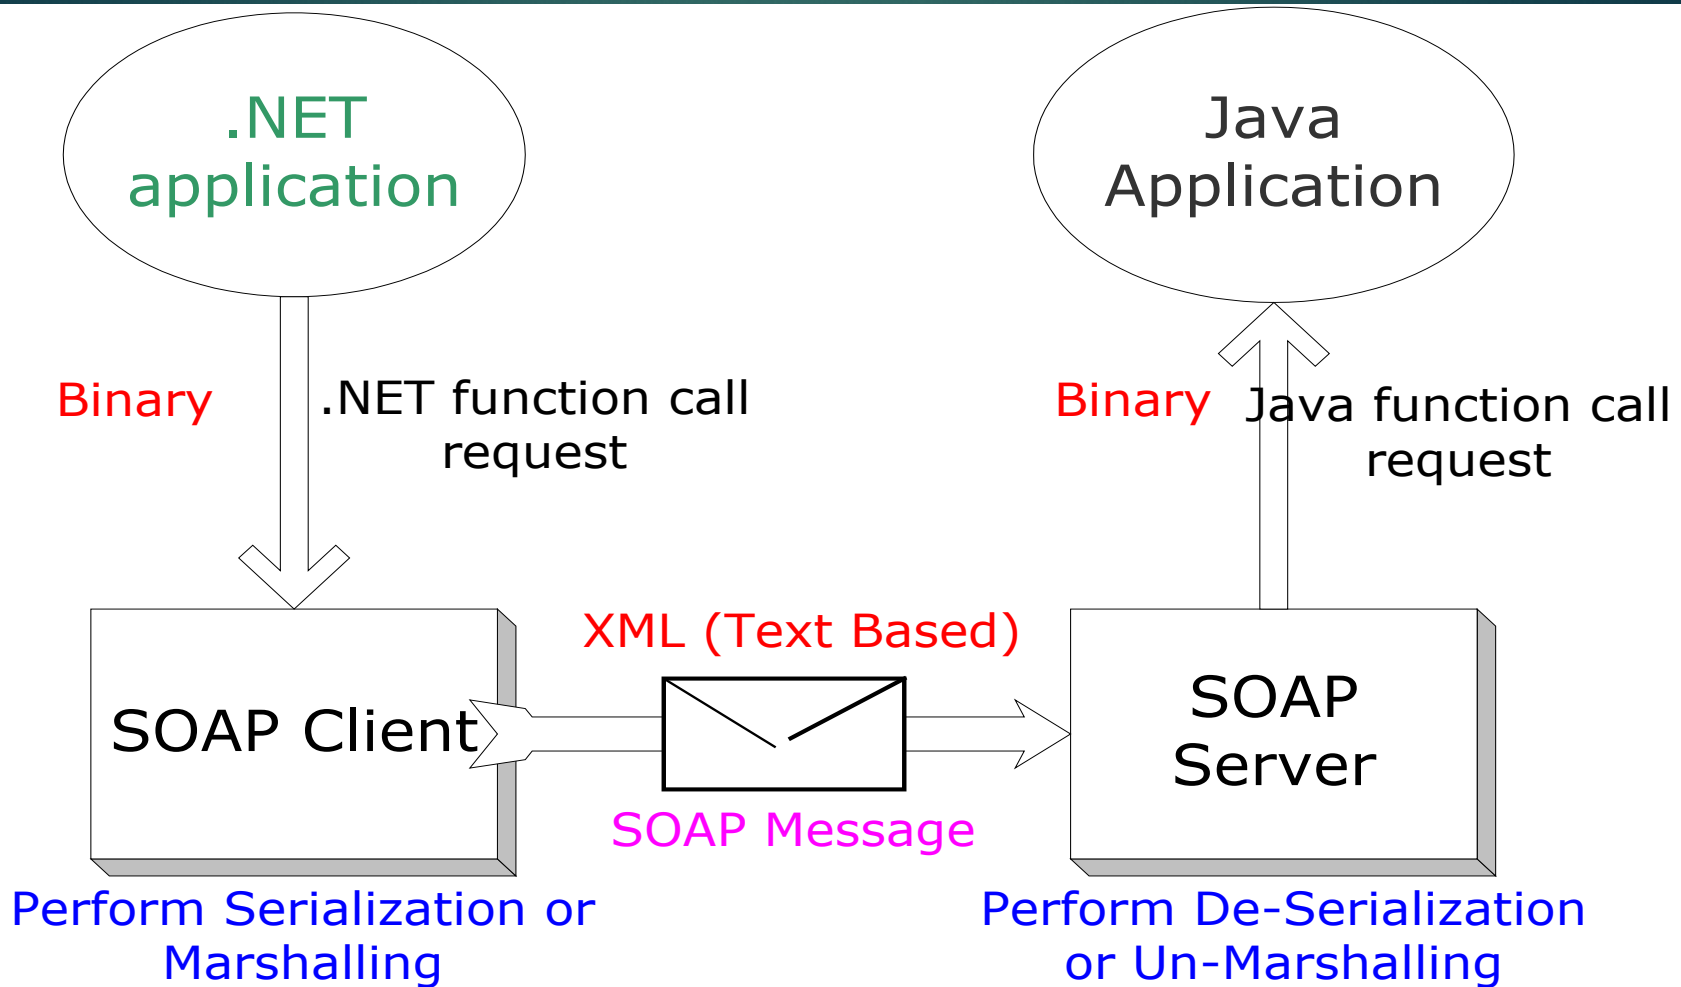 .NET
application
Java
Application
Binary
.NET function call
request
Binary
Java function call
request
SOAP Client
XML (Text Based)
SOAP Message
SOAP
Server
Perform Serialization or
Marshalling
Perform De-Serialization
or Un-Marshalling